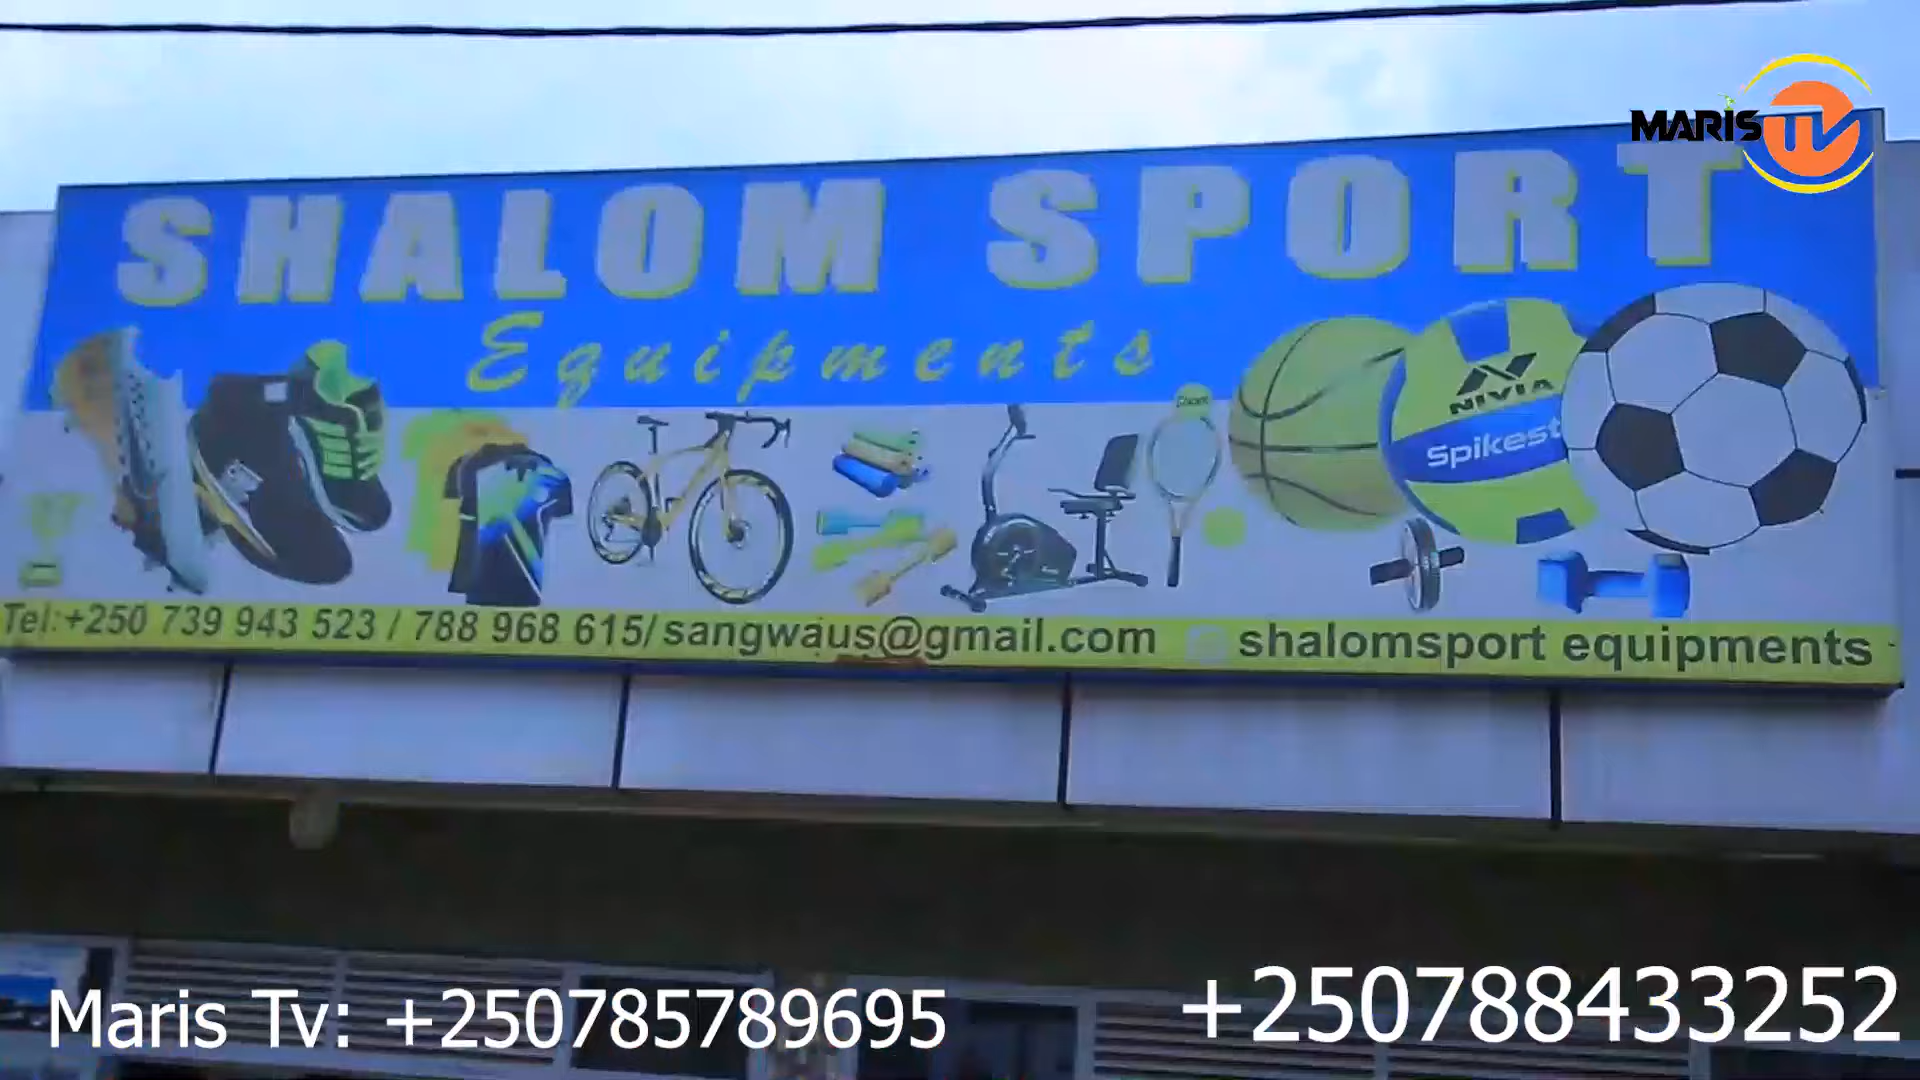 MARIS TV
SHALOM SPORT
Equipments
NIVIA
Spikest
Tel:+250 739 943 523 / 788 968 615/ sangwaus@gmail.com shalomsport equipments
Maris Tv: +250785789695 +250788433252